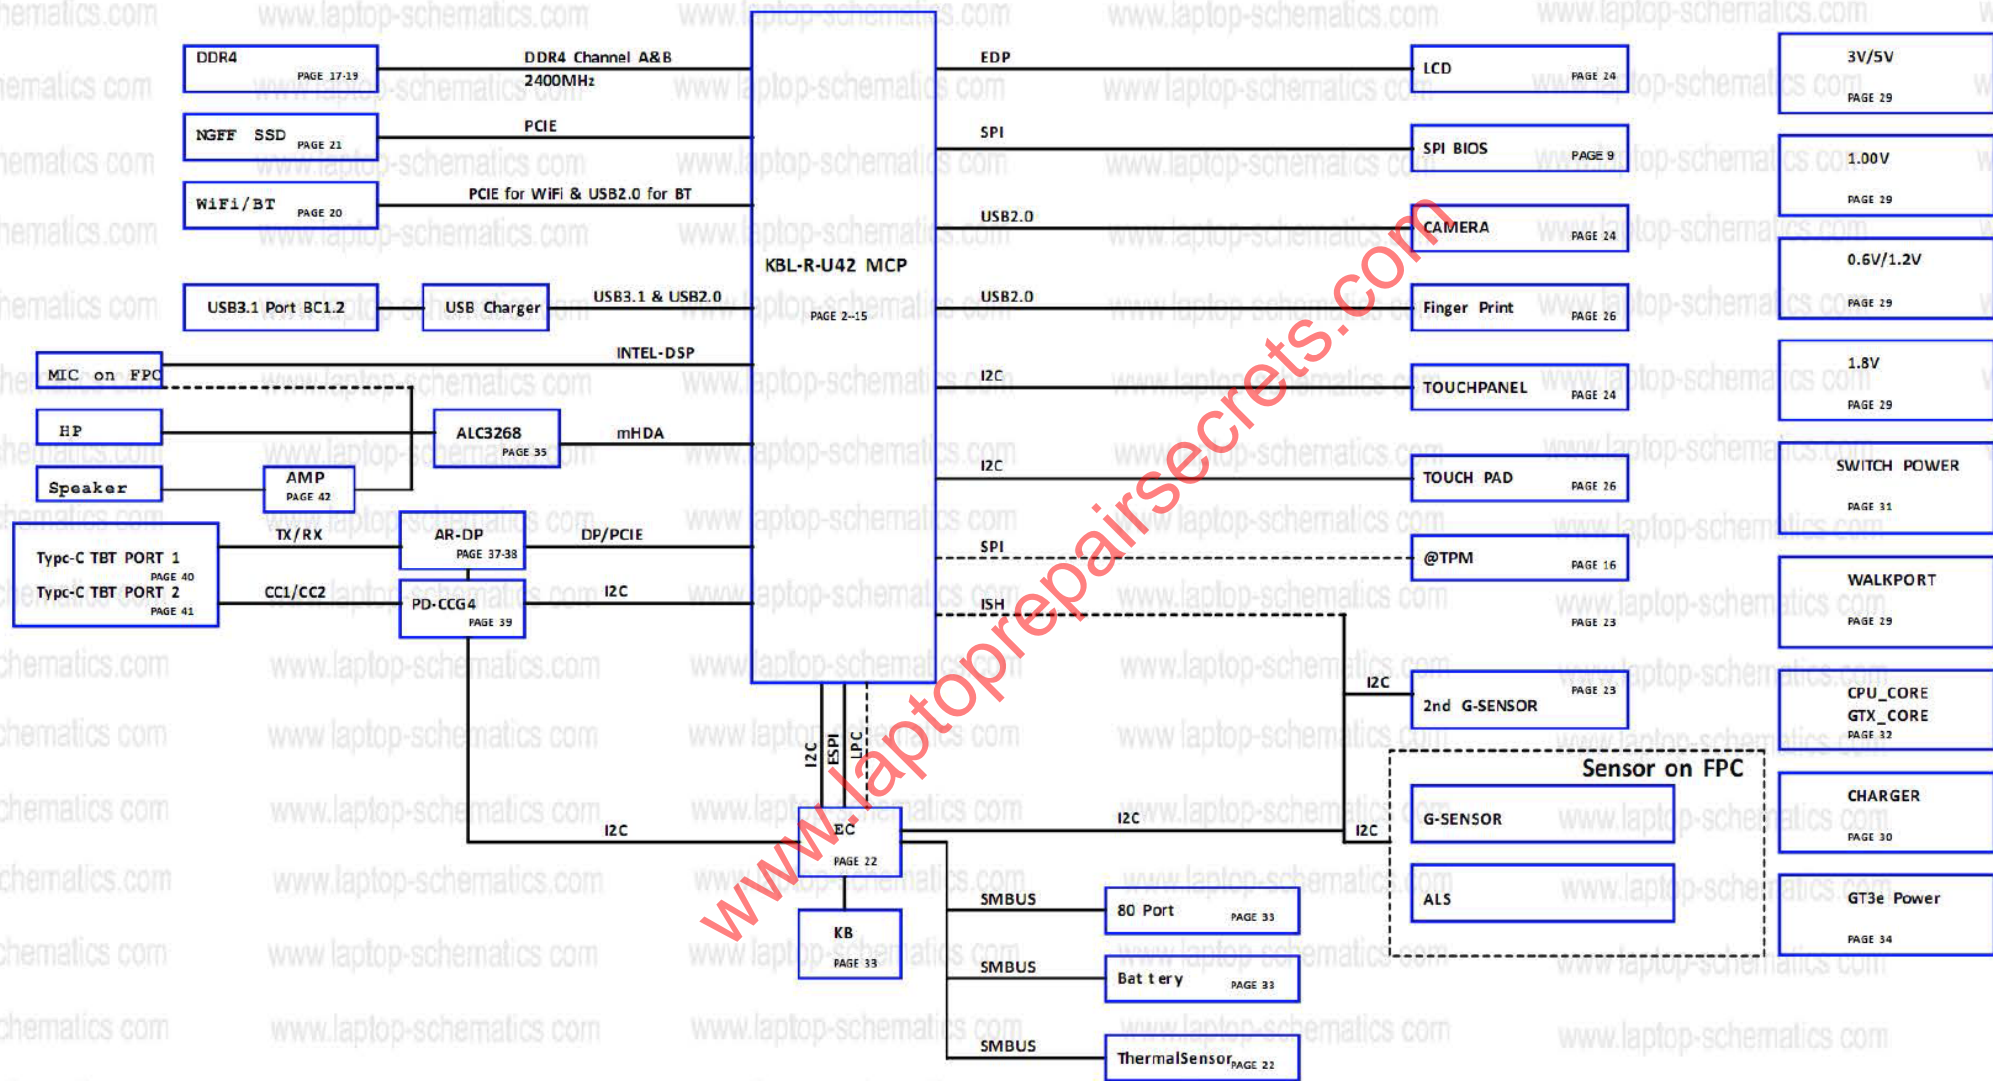 DDR4
PAGE 17-19
DDR4 Channel A&B
2400MHz
NGFF SSD
PAGE 21
PCIE
WiFi/BT
PAGE 20
PCIE for WiFi & USB2.0 for BT
USB3.1 Port BC1.2
USB Charger
USB3.1 & USB2.0
MIC on FPC
INTEL-DSP
HP
ALC3268
PAGE 35
mHDA
Speaker
AMP
PAGE 42
Typc-C TBT PORT 1
PAGE 40
Typc-C TBT PORT 2
PAGE 41
TX/RX
AR-DP
PAGE 37-38
DP/PCIE
CC1/CC2
PD-CCG4
PAGE 39
I2C
KBL-R-U42 MCP
PAGE 2--15
EDP
LCD
PAGE 24
SPI
SPI BIOS
PAGE 9
USB2.0
CAMERA
PAGE 24
USB2.0
Finger Print
PAGE 26
I2C
TOUCHPANEL
PAGE 24
I2C
TOUCH PAD
PAGE 26
SPI
@TPM
PAGE 16
ISH
PAGE 23
I2C
PAGE 23
2nd G-SENSOR
Sensor on FPC
I2C
G-SENSOR
ALS
I2C
ESPI
LPC
I2C
EC
PAGE 22
I2C
KB
PAGE 33
SMBUS
80 Port
PAGE 33
SMBUS
Battery
PAGE 33
SMBUS
ThermalSensor
PAGE 22
3V/5V
PAGE 29
1.00V
PAGE 29
0.6V/1.2V
PAGE 29
1.8V
PAGE 29
SWITCH POWER
PAGE 31
WALKPORT
PAGE 29
CPU_CORE
GTX_CORE
PAGE 32
CHARGER
PAGE 30
GT3e Power
PAGE 34
www.laptoprepairsecrets.com
www.laptop-schematics.com